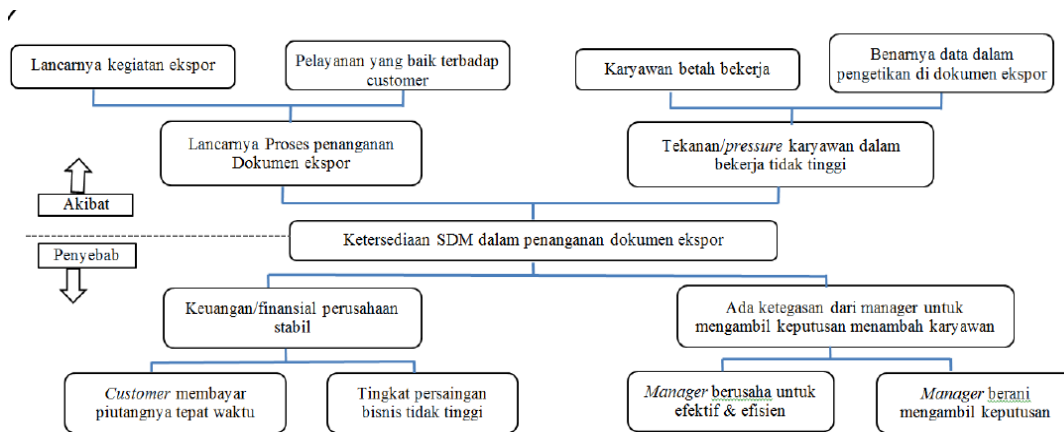 Lancarnya kegiatan ekspor
Pelayanan yang baik terhadap
customer
Karyawan betah bekerja
Benarnya data dalam
pengetikan di dokumen ekspor
Lancarnya Proses penanganan
Dokumen ekspor
Tekanan/pressure karyawan dalam
bekerja tidak tinggi
Akibat
Ketersediaan SDM dalam penanganan dokumen ekspor
Penyebab
Keuangan/finansial perusahaan
stabil
Ada ketegasan dari manager untuk
mengambil keputusan menambah karyawan
Customer membayar
piutangnya tepat waktu
Tingkat persaingan
bisnis tidak tinggi
Manager berusaha untuk
efektif & efisien
Manager berani
mengambil keputusan